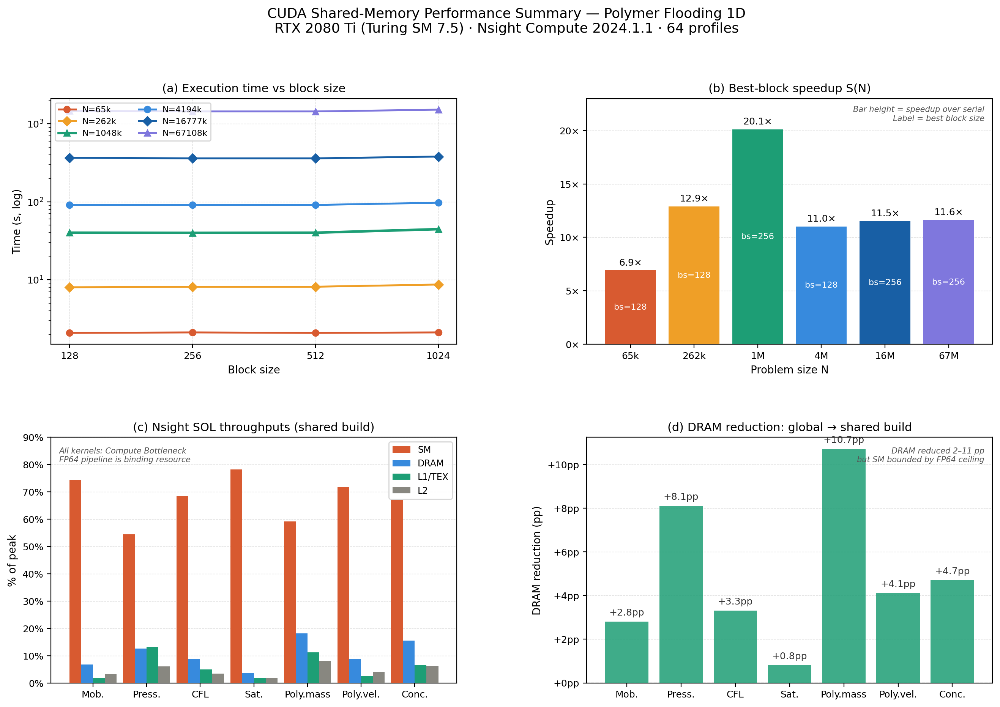 CUDA Shared-Memory Performance Summary — Polymer Flooding 1D
RTX 2080 Ti (Turing SM 7.5) · Nsight Compute 2024.1.1 · 64 profiles
(a) Execution time vs block size
N=65k
N=262k
N=1048k
N=4194k
N=16777k
N=67108k
Time (s, log)
10³
10²
10¹
128
256
512
1024
Block size
(b) Best-block speedup S(N)
Bar height = speedup over serial
Label = best block size
Speedup
20×
15×
10×
5×
0×
6.9×
12.9×
20.1×
11.0×
11.5×
11.6×
bs=128
bs=128
bs=256
bs=128
bs=256
bs=256
65k
262k
1M
4M
16M
67M
Problem size N
(c) Nsight SOL throughputs (shared build)
All kernels: Compute Bottleneck
FP64 pipeline is binding resource
SM
DRAM
L1/TEX
L2
% of peak
90%
80%
70%
60%
50%
40%
30%
20%
10%
0%
Mob.
Press.
CFL
Sat.
Poly.mass
Poly.vel.
Conc.
(d) DRAM reduction: global → shared build
DRAM reduced 2–11 pp
but SM bounded by FP64 ceiling
DRAM reduction (pp)
+10pp
+8pp
+6pp
+4pp
+2pp
+0pp
+2.8pp
+8.1pp
+3.3pp
+0.8pp
+10.7pp
+4.1pp
+4.7pp
Mob.
Press.
CFL
Sat.
Poly.mass
Poly.vel.
Conc.